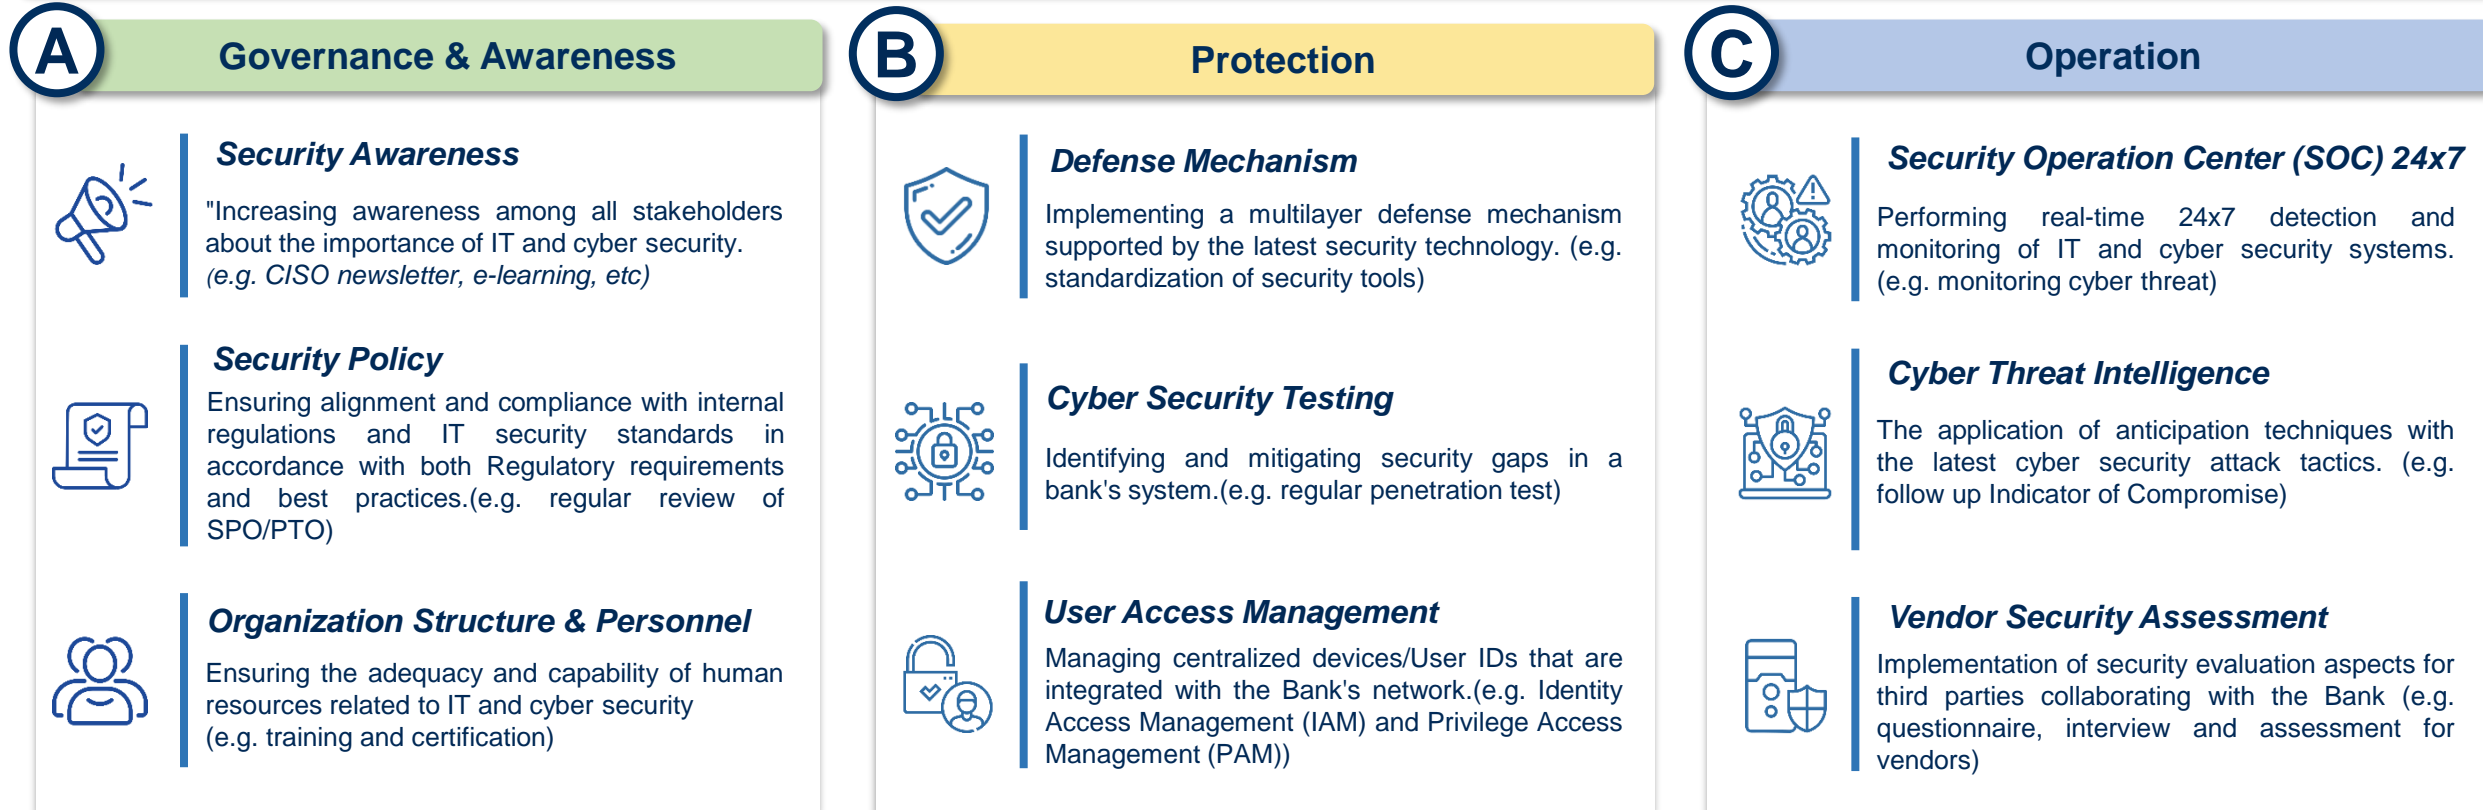 A
Governance & Awareness
Security Awareness
"Increasing awareness among all stakeholders
about the importance of IT and cyber security.
(e.g. CISO newsletter, e-learning, etc)
Security Policy
Ensuring alignment and compliance with internal
regulations and IT security standards in
accordance with both Regulatory requirements
and best practices.(e.g. regular review of
SPO/PTO)
Organization Structure & Personnel
Ensuring the adequacy and capability of human
resources related to IT and cyber security
(e.g. training and certification)
B
Protection
Defense Mechanism
Implementing a multilayer defense mechanism
supported by the latest security technology. (e.g.
standardization of security tools)
Cyber Security Testing
Identifying and mitigating security gaps in a
bank's system.(e.g. regular penetration test)
User Access Management
Managing centralized devices/User IDs that are
integrated with the Bank's network.(e.g. Identity
Access Management (IAM) and Privilege Access
Management (PAM))
C
Operation
Security Operation Center (SOC) 24x7
Performing real-time 24x7 detection and
monitoring of IT and cyber security systems.
(e.g. monitoring cyber threat)
Cyber Threat Intelligence
The application of anticipation techniques with
the latest cyber security attack tactics. (e.g.
follow up Indicator of Compromise)
Vendor Security Assessment
Implementation of security evaluation aspects for
third parties collaborating with the Bank (e.g.
questionnaire, interview and assessment for
vendors)